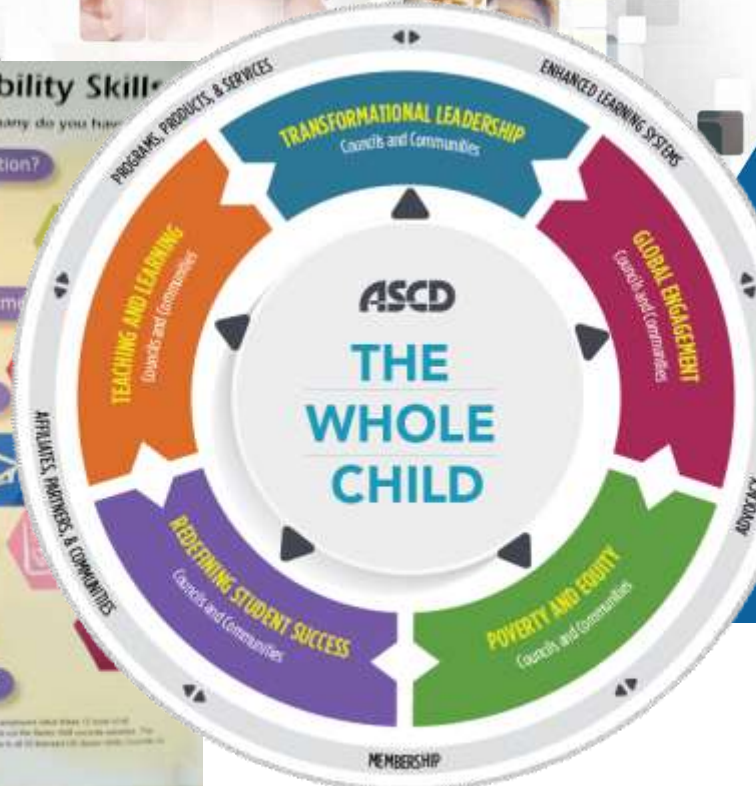 bility Skills
any do you have
tion?
PROGRAMS, PRODUCTS, & SERVICES
ENHANCED LEARNING SYSTEMS
TRANSFORMATIONAL LEADERSHIP
Councils and Communities
TEACHING AND LEARNING
Councils and Communities
GLOBAL ENGAGEMENT
Councils and Communities
ASCD
THE
WHOLE
CHILD
AFFILIATES, PARTNERS, & COMMUNITIES
REDEFINING STUDENT SUCCESS
Councils and Communities
POVERTY AND EQUITY
Councils and Communities
MEMBERSHIP